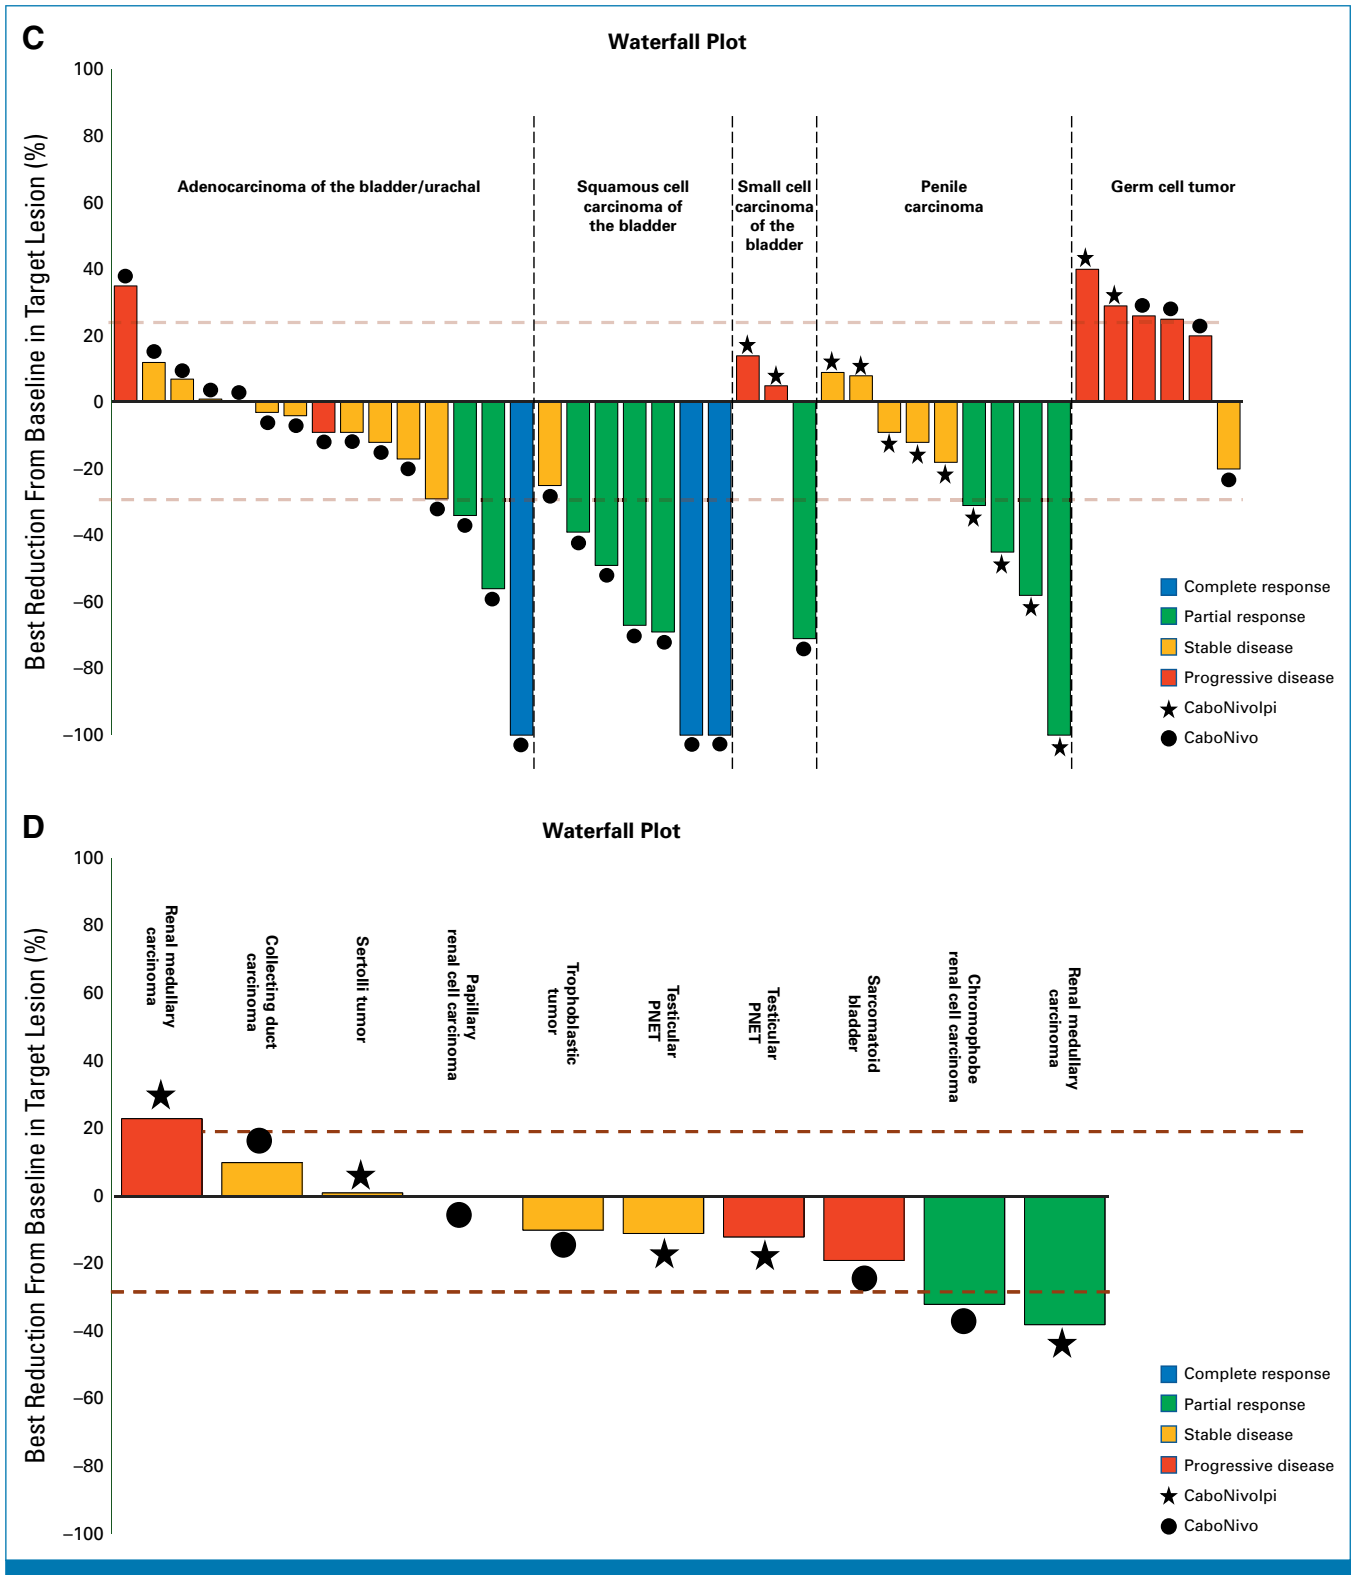 C
Waterfall Plot
Best Reduction From Baseline in Target Lesion (%)
100
80
60
40
20
0
–20
–40
–60
–80
–100
Adenocarcinoma of the bladder/urachal
Squamous cell
carcinoma of
the bladder
Small cell
carcinoma
of the
bladder
Penile
carcinoma
Germ cell tumor
Complete response
Partial response
Stable disease
Progressive disease
CaboNivoIpi
CaboNivo
D
Waterfall Plot
Best Reduction From Baseline in Target Lesion (%)
100
80
60
40
20
0
–20
–40
–60
–80
–100
Renal medullary
carcinoma
Collecting duct
carcinoma
Sertolli tumor
Papillary
renal cell carcinoma
Trophoblastic
tumor
Testicular
PNET
Testicular
PNET
Sarcomatoid
bladder
Chromophobe
renal cell carcinoma
Renal medullary
carcinoma
Complete response
Partial response
Stable disease
Progressive disease
CaboNivoIpi
CaboNivo